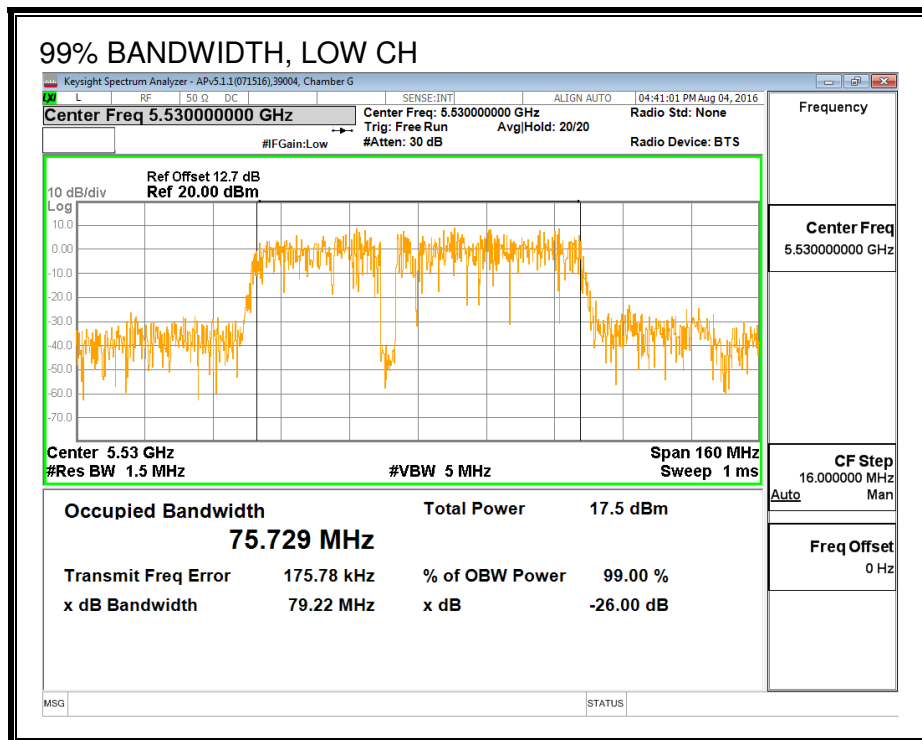 99% BANDWIDTH, LOW CH
Keysight Spectrum Analyzer - APv5.1.1(071516),39004, Chamber G
LXI L RF 50 Ω DC SENSE:INT ALIGN AUTO 04:41:01 PM Aug 04, 2016
Center Freq 5.530000000 GHz
#IFGain:Low
Center Freq: 5.530000000 GHz
Trig: Free Run Avg|Hold: 20/20
#Atten: 30 dB
Radio Std: None
Radio Device: BTS
Ref Offset 12.7 dB
10 dB/div Ref 20.00 dBm
Log
10.0
0.00
-10.0
-20.0
-30.0
-40.0
-50.0
-60.0
-70.0
Center 5.53 GHz Span 160 MHz
#Res BW 1.5 MHz #VBW 5 MHz Sweep 1 ms
Occupied Bandwidth Total Power 17.5 dBm
75.729 MHz
Transmit Freq Error 175.78 kHz % of OBW Power 99.00 %
x dB Bandwidth 79.22 MHz x dB -26.00 dB
Frequency
Center Freq
5.530000000 GHz
CF Step
16.000000 MHz
Auto Man
Freq Offset
0 Hz
MSG STATUS